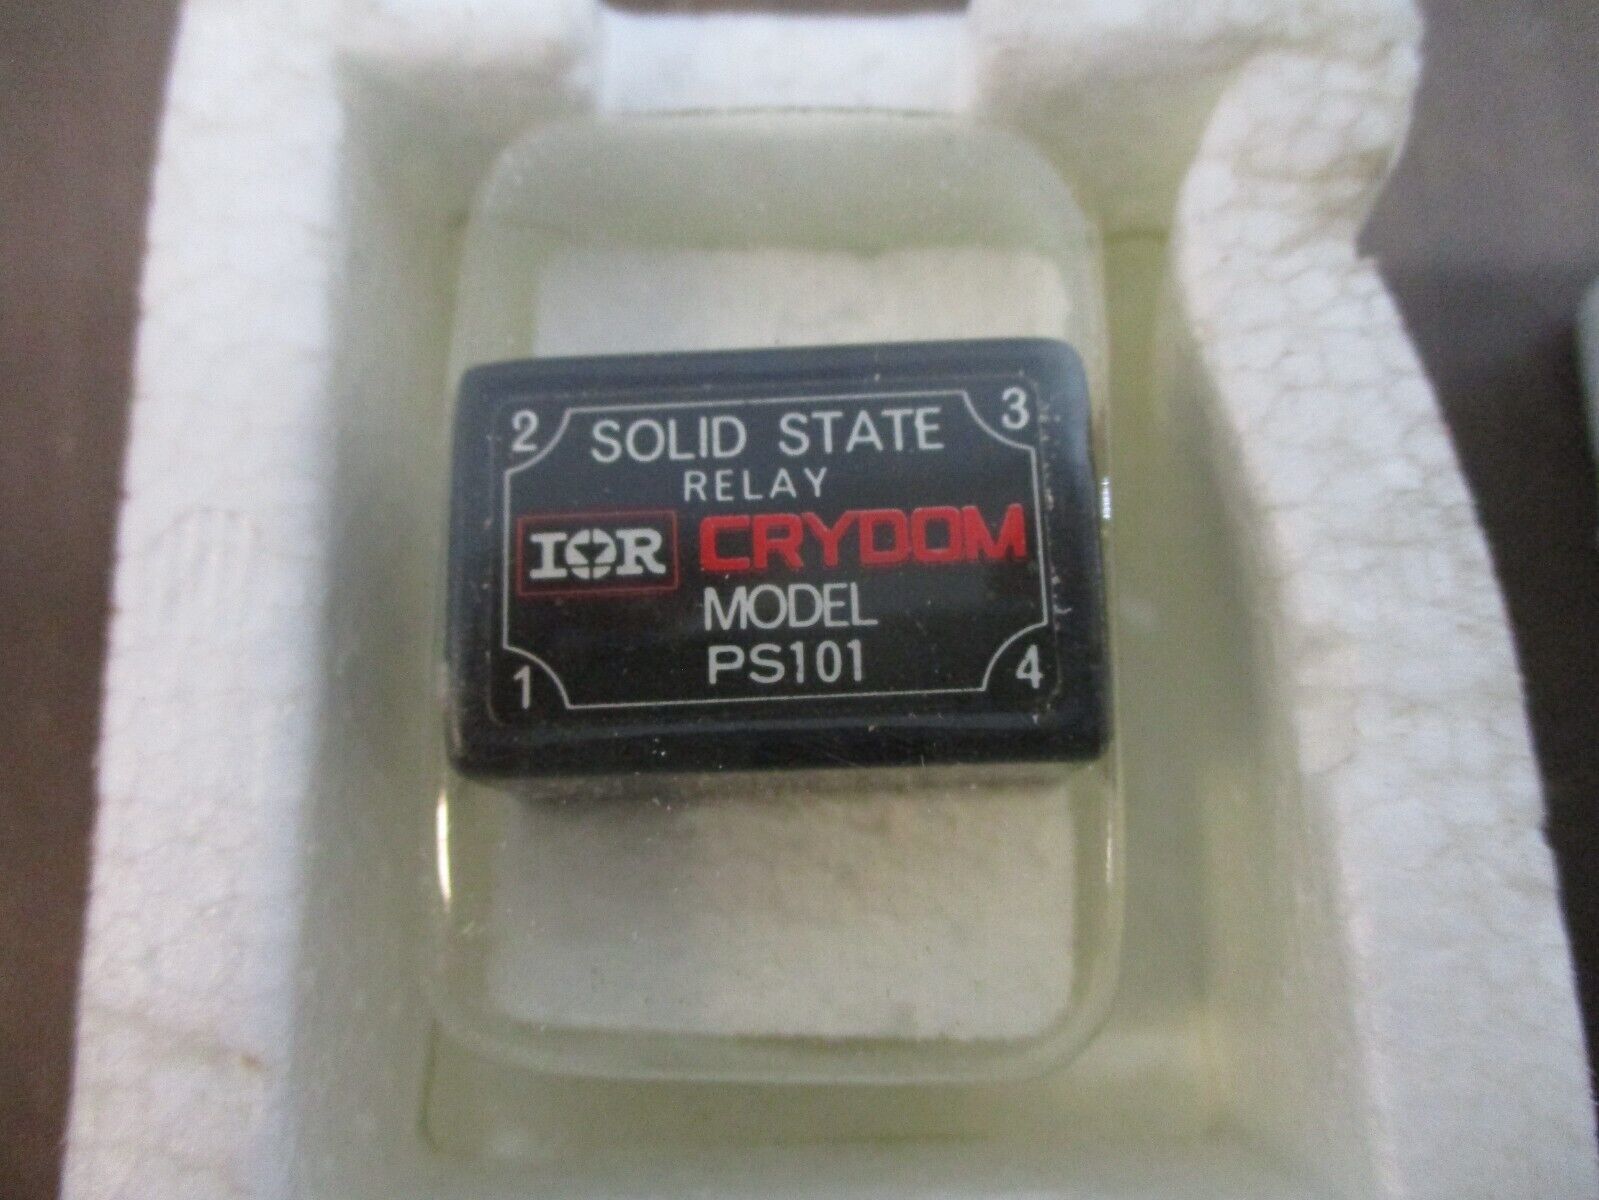 2 SOLID STATE 3
RELAY
IOR CRYDOM
MODEL
1 PS101 4